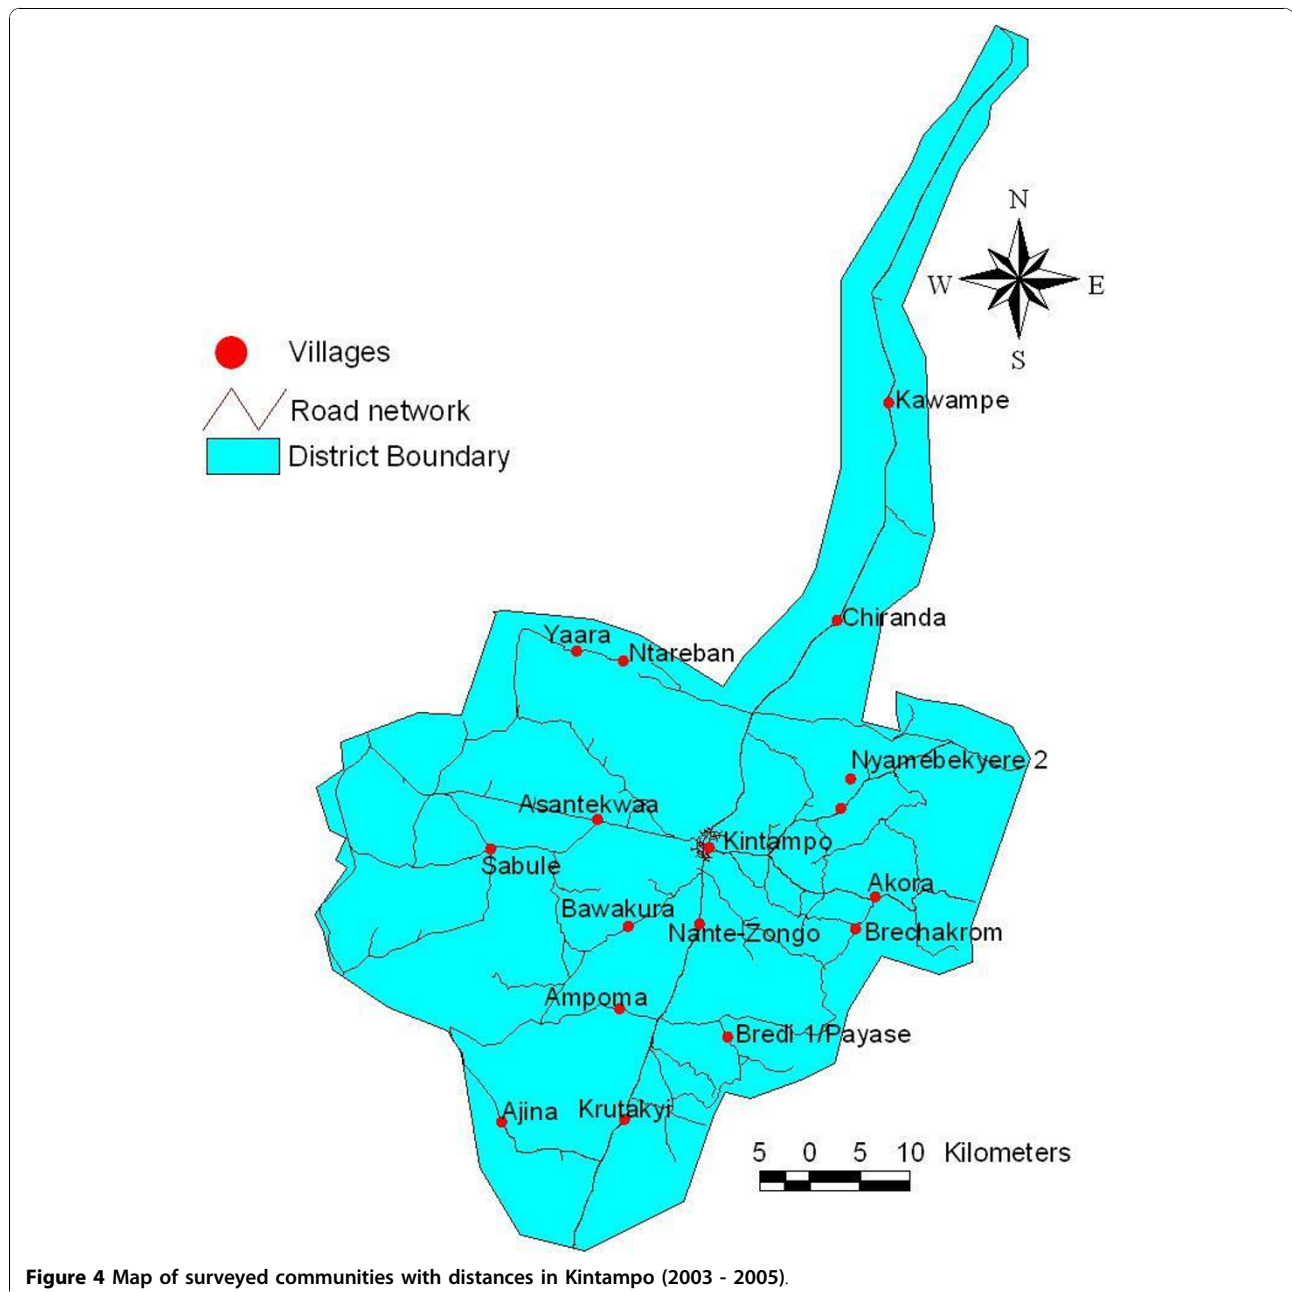 N
W E
S
Villages
Road network
District Boundary
Kawampe
Chiranda
Yaara
Ntareban
Nyamebekyere 2
Asantekwaa
Kintampo
Sabule
Akora
Bawakura
Nante-Zongo
Brechakrom
Ampoma
Bredi 1/Payase
Ajina
Krutakyi
5 0 5 10 Kilometers
Figure 4 Map of surveyed communities with distances in Kintampo (2003 - 2005).